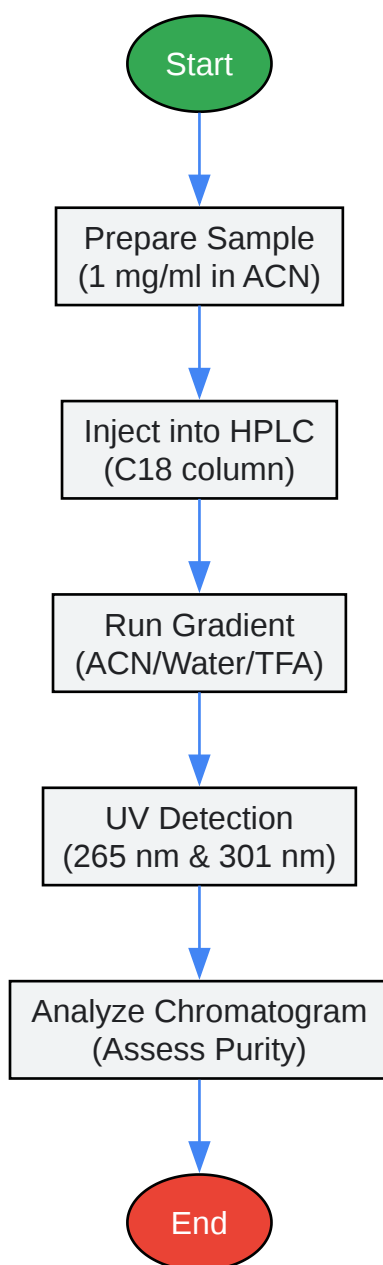 Start
Prepare Sample
(1 mg/ml in ACN)
Inject into HPLC
(C18 column)
Run Gradient
(ACN/Water/TFA)
UV Detection
(265 nm & 301 nm)
Analyze Chromatogram
(Assess Purity)
End